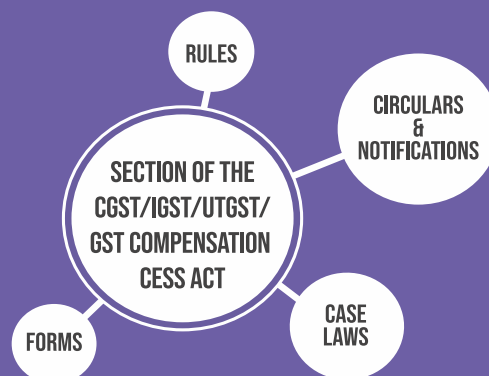 RULES
CIRCULARS
&
NOTIFICATIONS
SECTION OF THE
CGST/IGST/UTGST/
GST COMPENSATION
CESS ACT
CASE
LAWS
FORMS